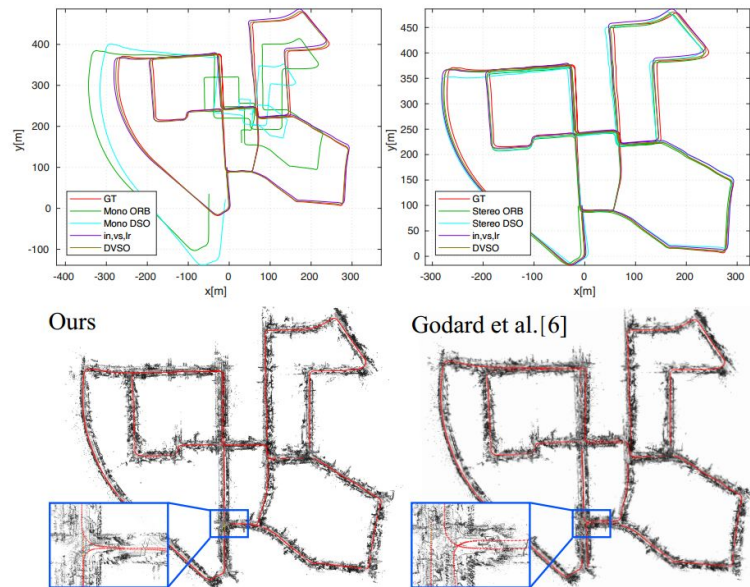 400
300
200
100
0
-100
y[m]
GT
Mono ORB
Mono DSO
in,vs,lr
DVSO
-400 -300 -200 -100 0 100 200 300
x[m]
450
400
350
300
250
200
150
100
50
0
y[m]
GT
Stereo ORB
Stereo DSO
in,vs,lr
DVSO
-300 -200 -100 0 100 200 300
x[m]
Ours
Godard et al.[6]